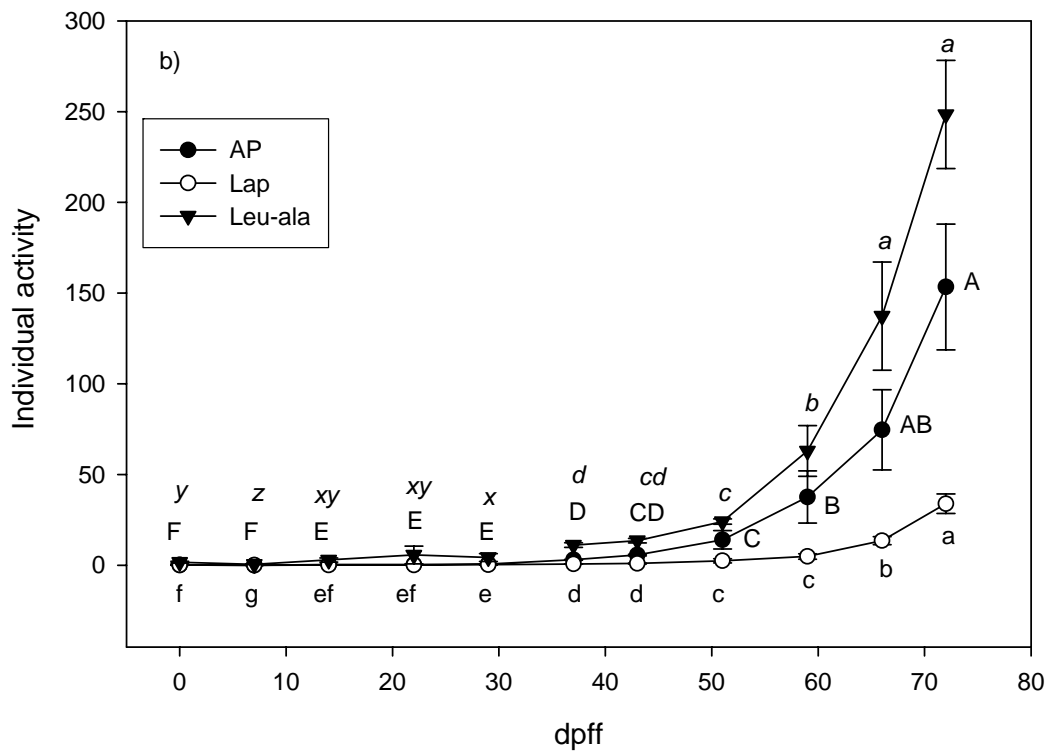 300
b)
a
250
AP
Lap
Leu-ala
200
a
150
A
100
b
AB
50
y z xy xy x d cd c
F F E E E D CD C B
0
f g ef ef e d d c c b a
0 10 20 30 40 50 60 70 80
dpff
Individual activity